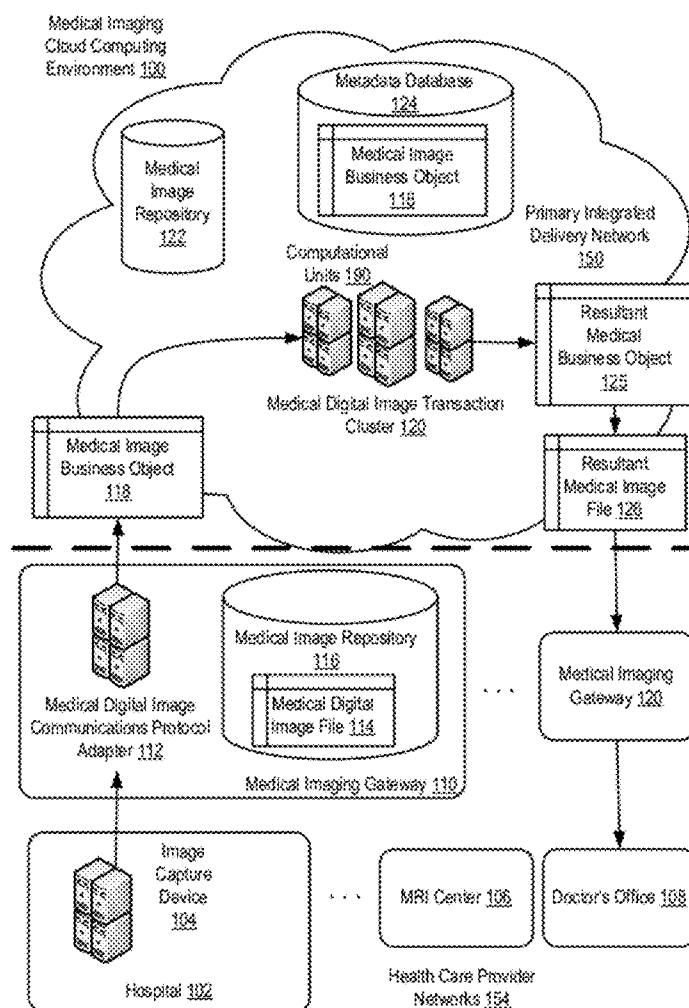 Medical Imaging
Cloud Computing
Environment 100
Metadata Database
124
Medical Image
Business Object
118
Medical
Image
Repository
122
Primary Integrated
Delivery Network
150
Computational
Units 190
Resultant
Medical
Business Object
125
Medical Digital Image Transaction
Cluster 120
Medical Image
Business Object
118
Resultant
Medical Image
File 126
Medical Image Repository
116
Medical Digital
Image File 114
Medical Digital Image
Communications Protocol
Adapter 112
Medical Imaging Gateway 110
. . .
Medical Imaging
Gateway 120
Image
Capture
Device
104
Hospital 102
. . .
MRI Center 106
Doctor's Office 108
Health Care Provider
Networks 154